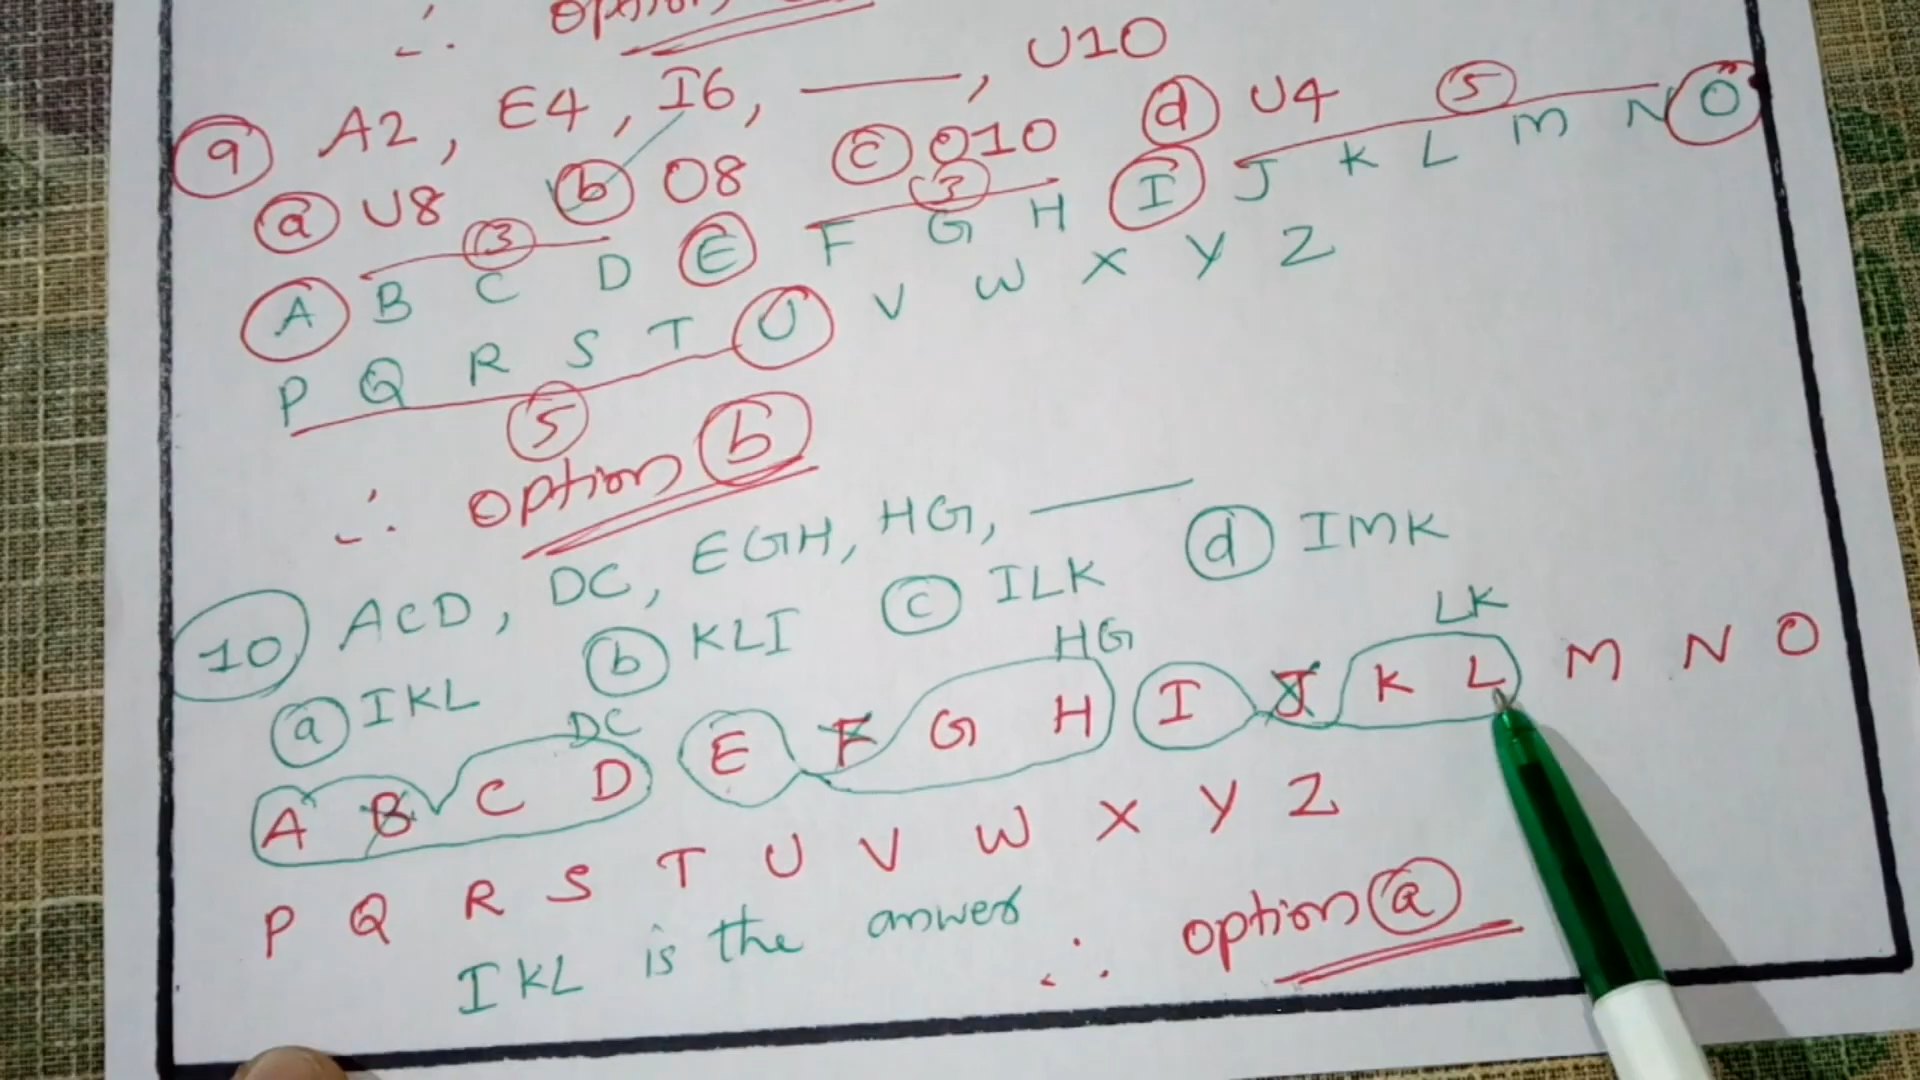 ∴ option
9 A2, E4, I6, ____, U10
a U8 b O8 c O10 d U4
3 3 5
A B C D E F G H I J K L M N O
P Q R S T U V W X Y Z
5
∴ option b
10 ACD, DC, EGH, HG, ____
a IKL b KLI c ILK d IMK
DC HG LK
A B C D E F G H I J K L M N O
P Q R S T U V W X Y Z
IKL is the answer
∴ option a